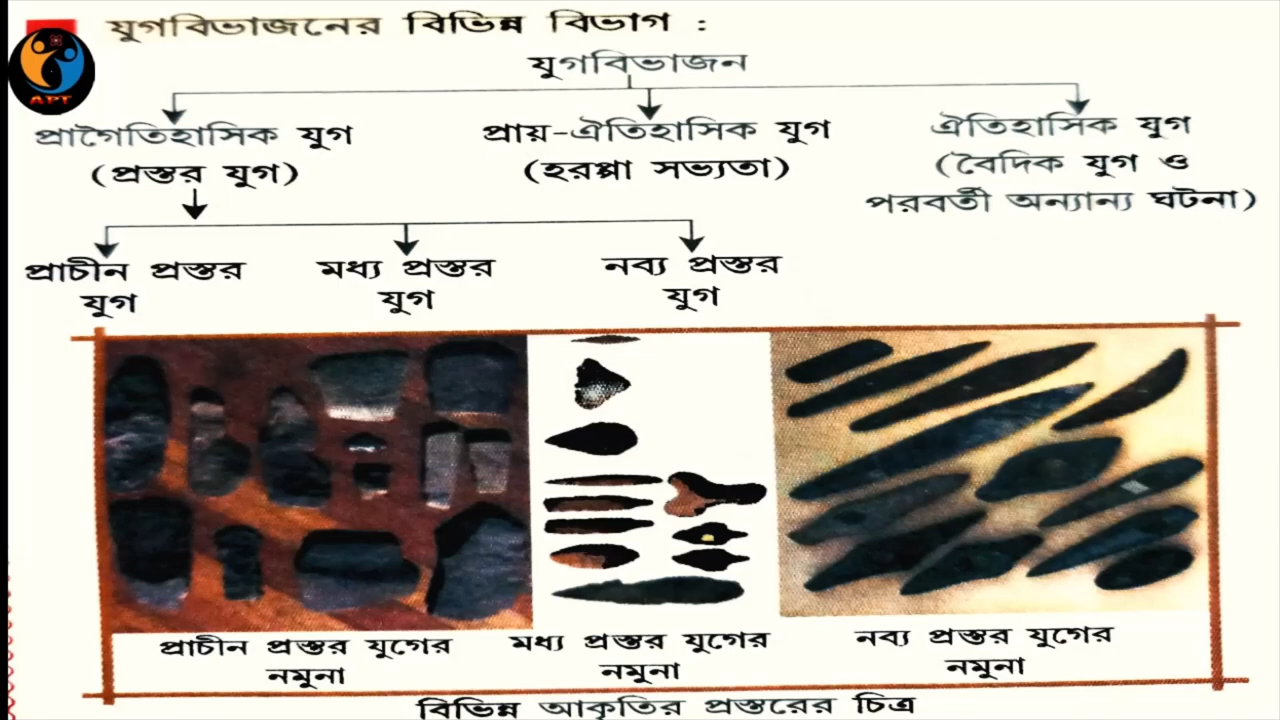 যুগবিভাজনের বিভিন্ন বিভাগ :
APT
যুগবিভাজন
প্রাগৈতিহাসিক যুগ
(প্রস্তর যুগ)
প্রায়-ঐতিহাসিক যুগ
(হরপ্পা সভ্যতা)
ঐতিহাসিক যুগ
(বৈদিক যুগ ও
পরবর্তী অন্যান্য ঘটনা)
প্রাচীন প্রস্তর
যুগ
মধ্য প্রস্তর
যুগ
নব্য প্রস্তর
যুগ
প্রাচীন প্রস্তর যুগের
নমুনা
মধ্য প্রস্তর যুগের
নমুনা
নব্য প্রস্তর যুগের
নমুনা
বিভিন্ন আকৃতির প্রস্তরের চিত্র